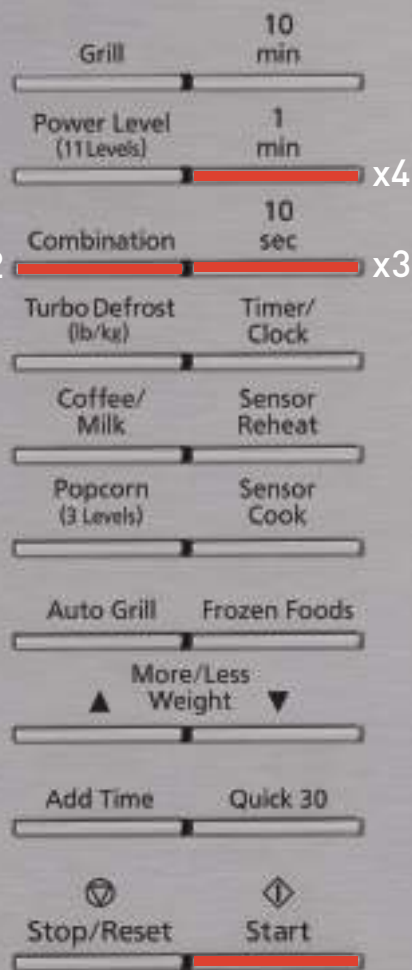 10
Grill min
Power Level 1
(11 Levels) min
x4
10
Combination sec
2 x3
Turbo Defrost Timer/
(lb/kg) Clock
Coffee/ Sensor
Milk Reheat
Popcorn Sensor
(3 Levels) Cook
Auto Grill Frozen Foods
More/Less
▲ Weight ▼
Add Time Quick 30
Stop/Reset Start